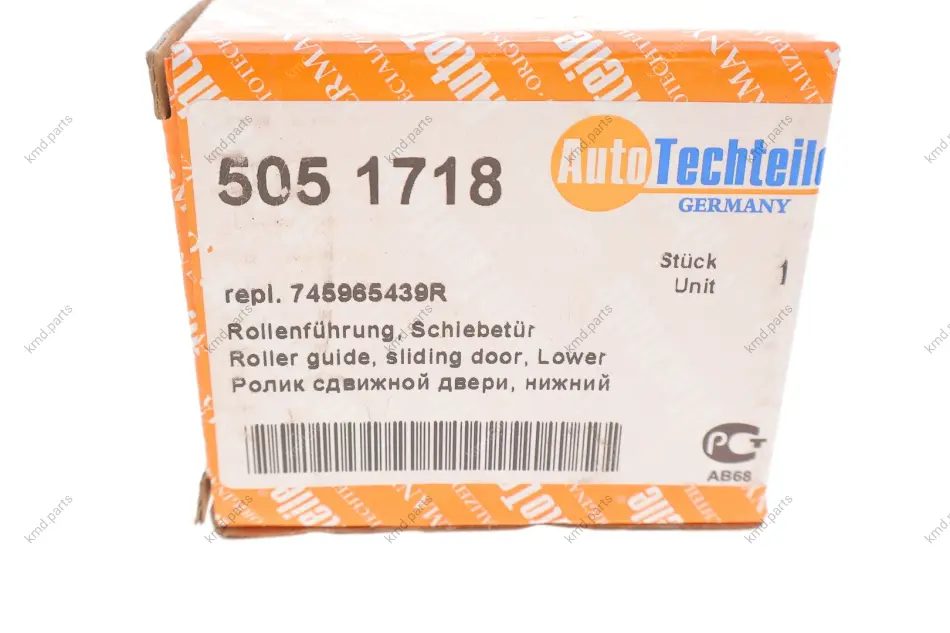 505 1718
AutoTechteile
GERMANY
Stück 1
Unit
repl. 745965439R
Rollenführung, Schiebetür
Roller guide, sliding door, Lower
Ролик сдвижной двери, нижний
РСТ
AB68
kmd.parts